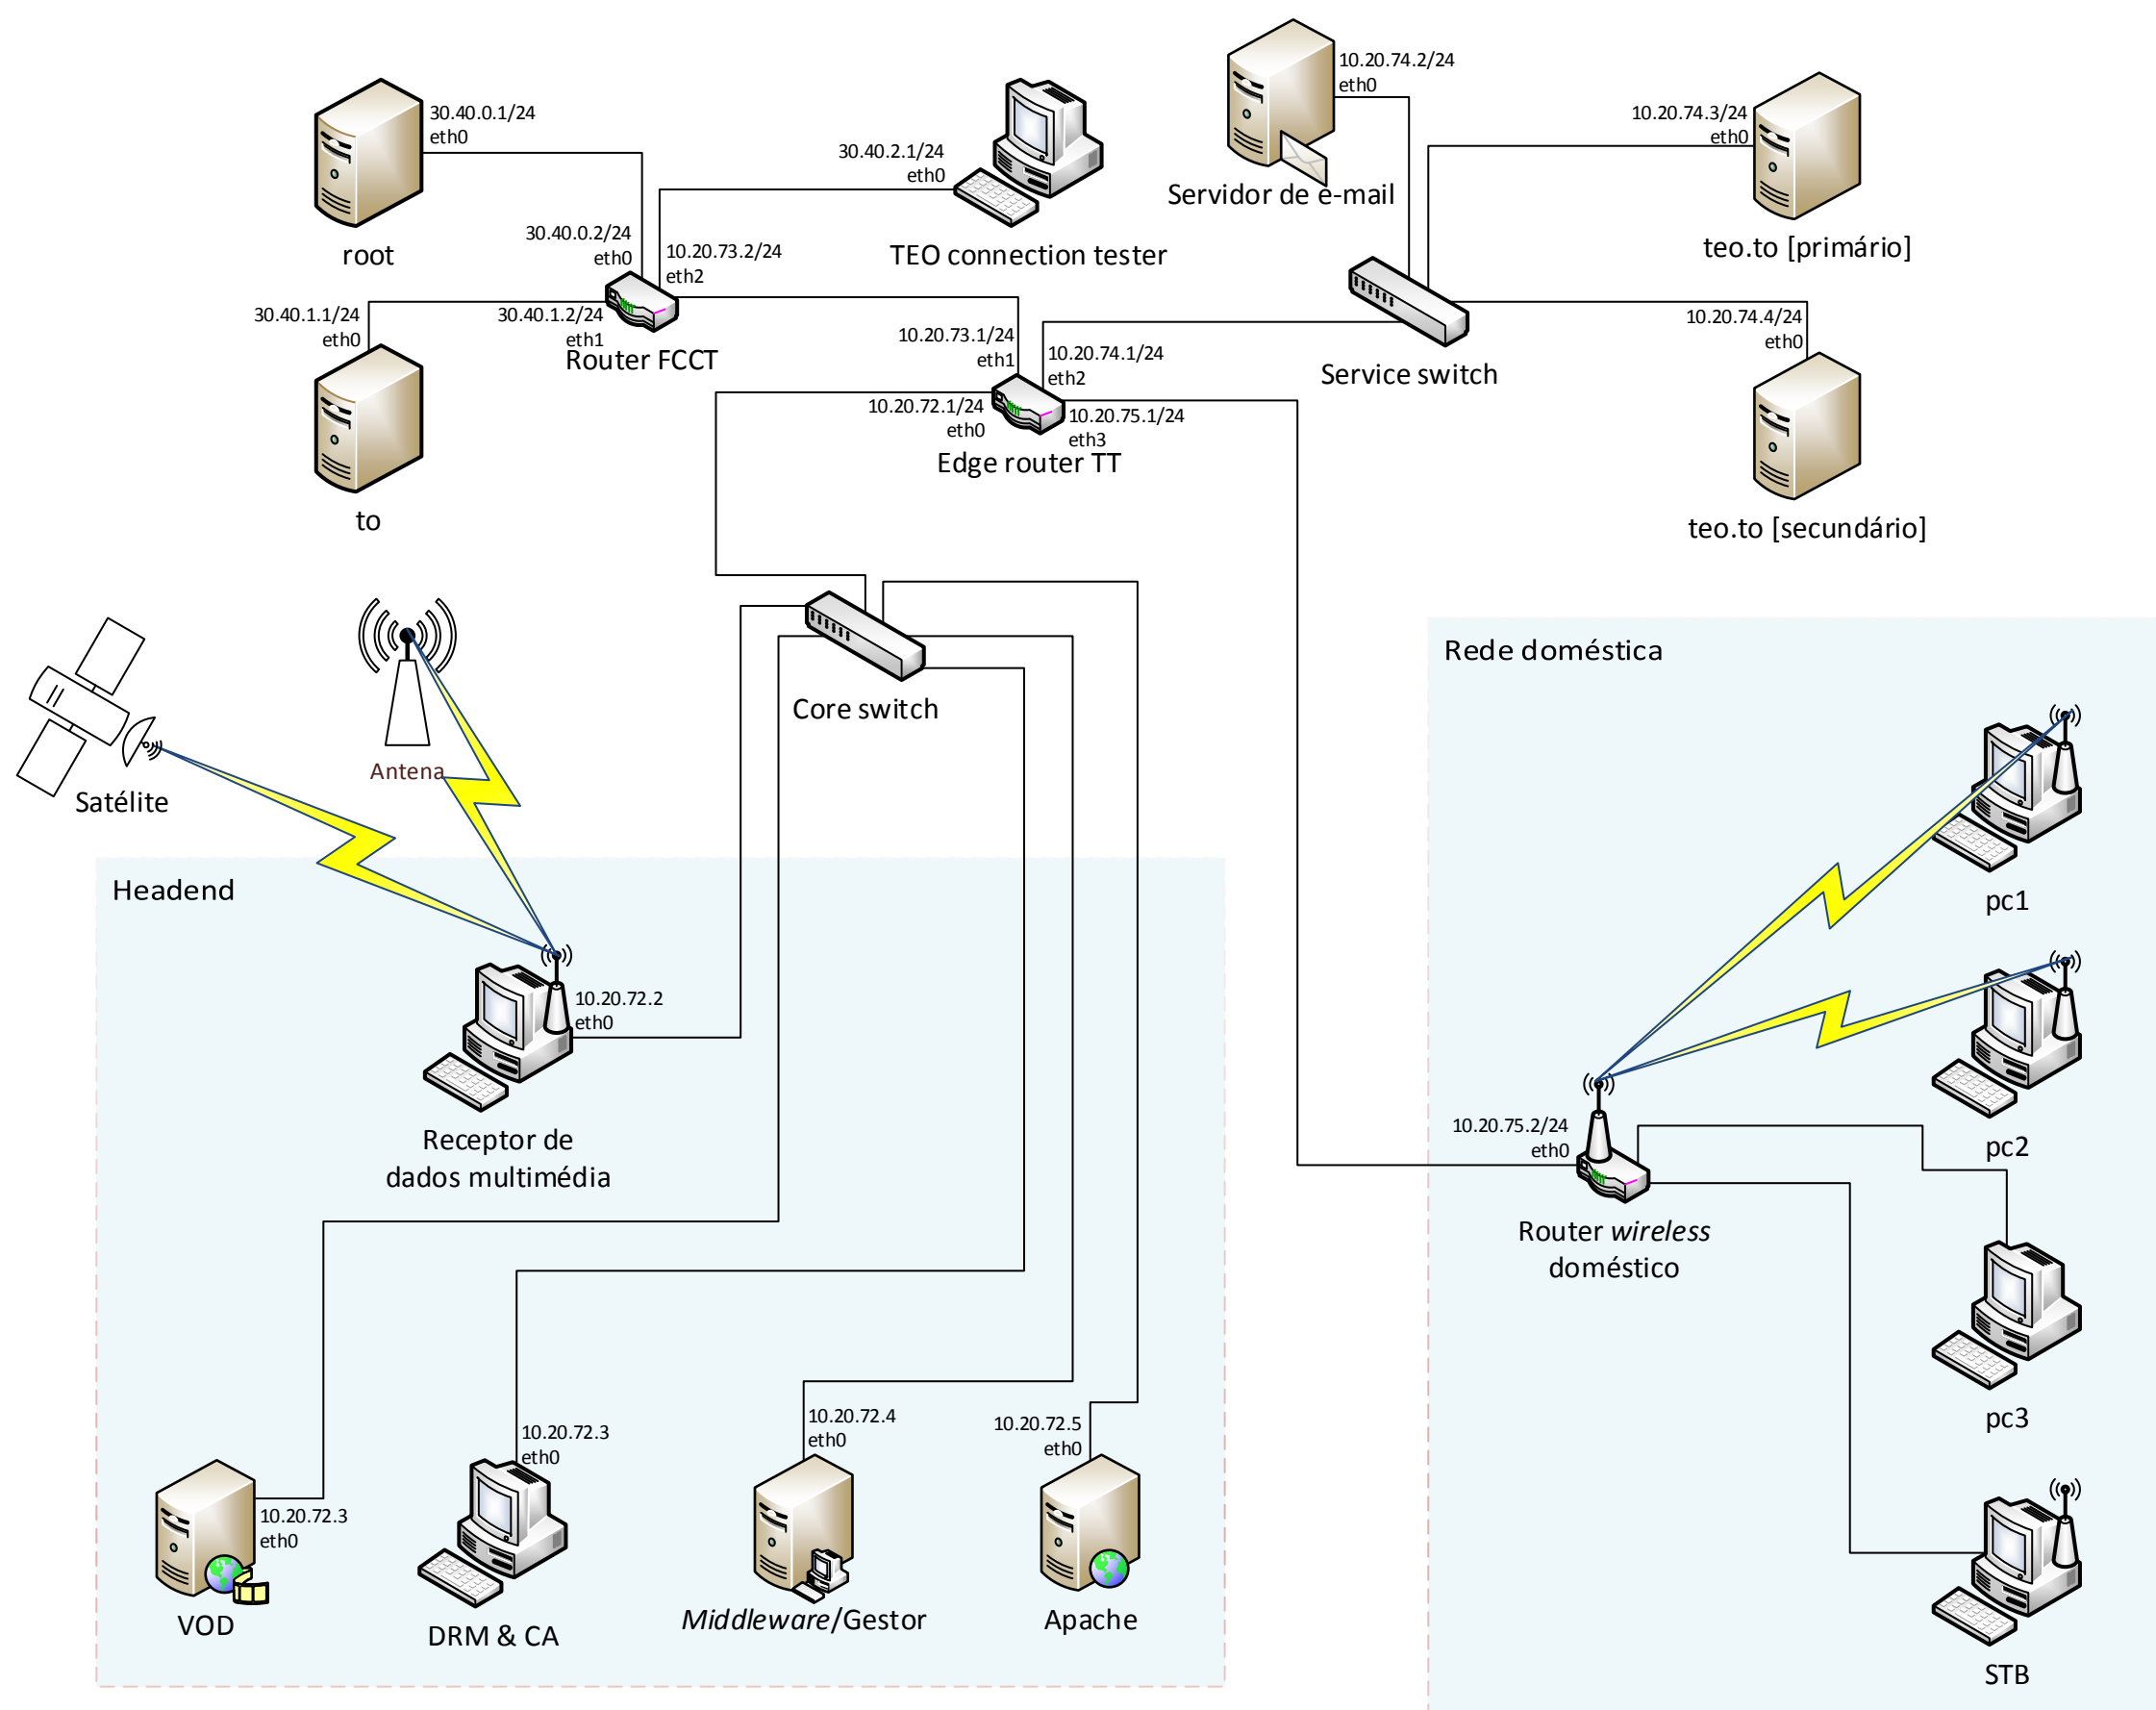 10.20.74.2/24
eth0
30.40.0.1/24
eth0
10.20.74.3/24
eth0
30.40.2.1/24
eth0
Servidor de e-mail
root
30.40.0.2/24
eth0
10.20.73.2/24
eth2
TEO connection tester
teo.to [primário]
30.40.1.1/24
eth0
30.40.1.2/24
eth1
Router FCCT
10.20.73.1/24
eth1
10.20.74.1/24
eth2
Service switch
10.20.74.4/24
eth0
10.20.72.1/24
eth0
10.20.75.1/24
eth3
Edge router TT
to
teo.to [secundário]
Rede doméstica
Core switch
Antena
Satélite
Headend
pc1
10.20.72.2
eth0
Receptor de
dados multimédia
10.20.75.2/24
eth0
pc2
Router wireless
doméstico
pc3
10.20.72.3
eth0
10.20.72.3
eth0
10.20.72.4
eth0
10.20.72.5
eth0
VOD
DRM & CA
Middleware/Gestor
Apache
STB